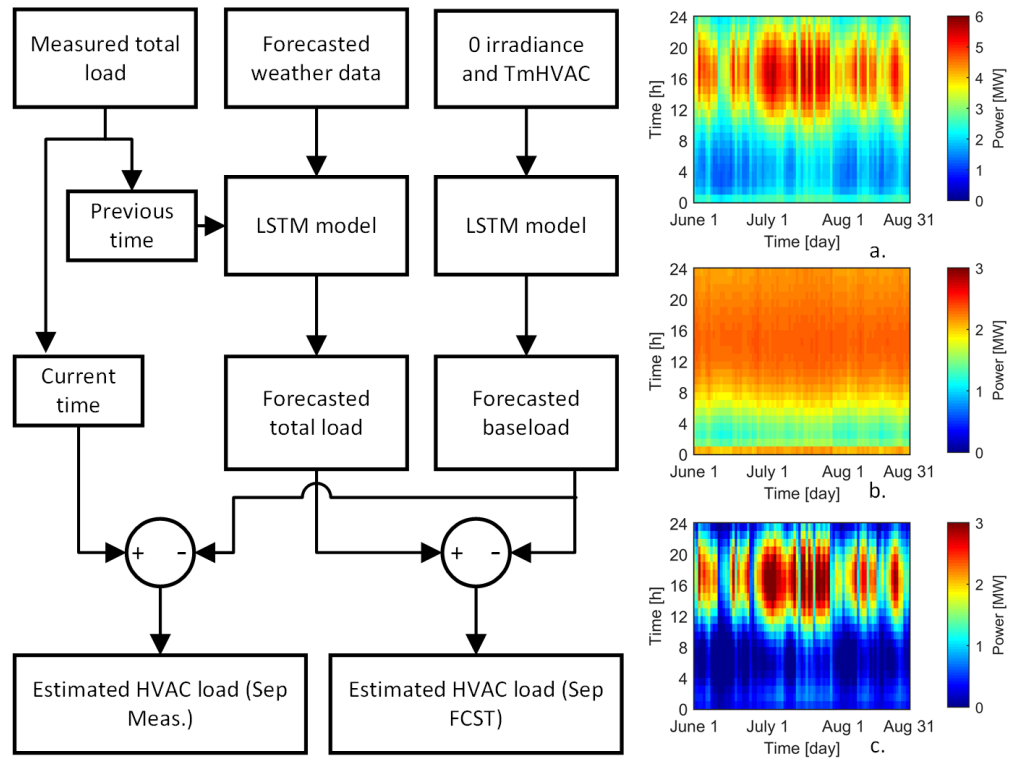 Measured total
load
Forecasted
weather data
0 irradiance
and TmHVAC
Previous
time
LSTM model
LSTM model
Current
time
Forecasted
total load
Forecasted
baseload
+ -
+ -
Estimated HVAC load (Sep
Meas.)
Estimated HVAC load (Sep
FCST)
24
20
16
12
8
4
0
Time [h]
June 1 July 1 Aug 1 Aug 31
Time [day]
a.
6
5
4
3
2
1
0
Power [MW]
24
20
16
12
8
4
0
Time [h]
June 1 July 1 Aug 1 Aug 31
Time [day]
b.
3
2
1
0
Power [MW]
24
20
16
12
8
4
0
Time [h]
June 1 July 1 Aug 1 Aug 31
Time [day]
c.
3
2
1
0
Power [MW]